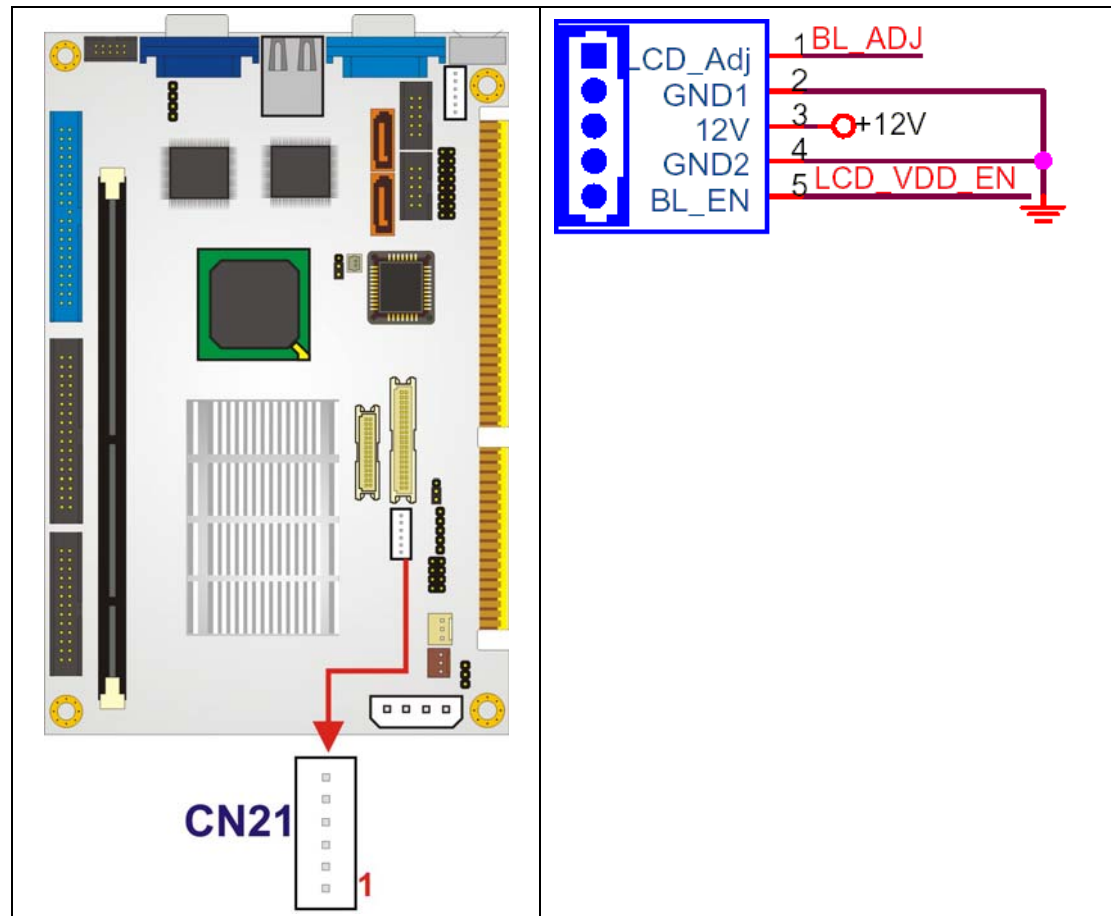 CN21
1
LCD_Adj
GND1
12V
GND2
BL_EN
1 BL_ADJ
2
3 +12V
4
5 LCD_VDD_EN